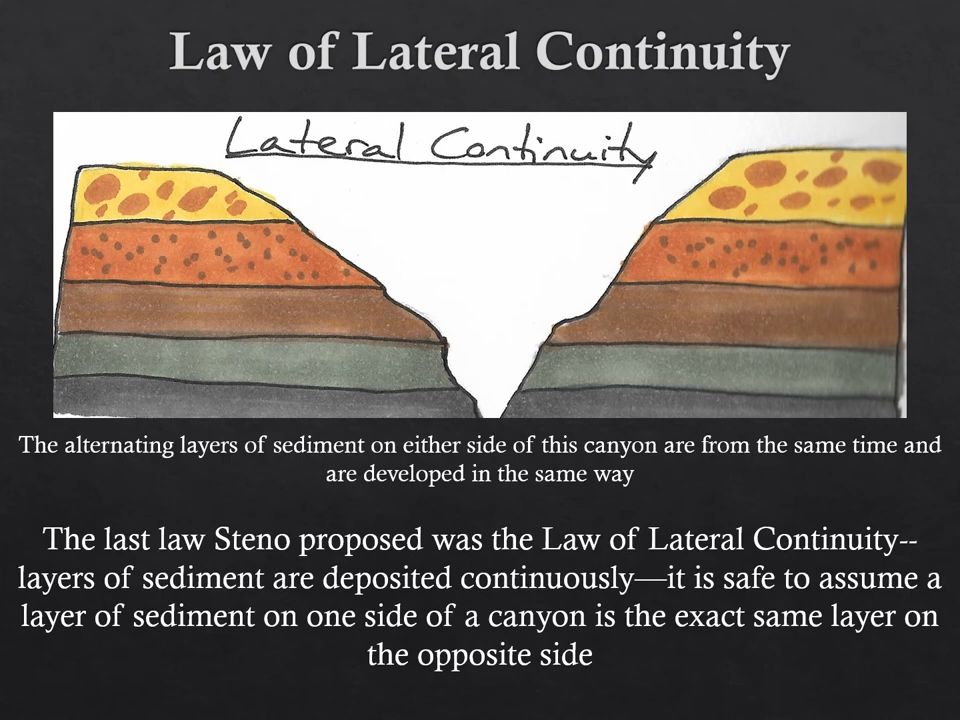 Law of Lateral Continuity
Lateral Continuity
The alternating layers of sediment on either side of this canyon are from the same time and
are developed in the same way
The last law Steno proposed was the Law of Lateral Continuity--
layers of sediment are deposited continuously—it is safe to assume a
layer of sediment on one side of a canyon is the exact same layer on
the opposite side